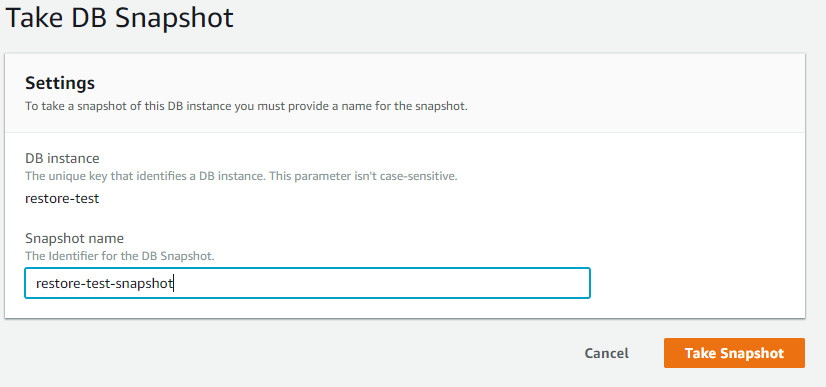 Take DB Snapshot
Settings
To take a snapshot of this DB instance you must provide a name for the snapshot.
DB instance
The unique key that identifies a DB instance. This parameter isn't case-sensitive.
restore-test
Snapshot name
The Identifier for the DB Snapshot.
restore-test-snapshot
Cancel Take Snapshot